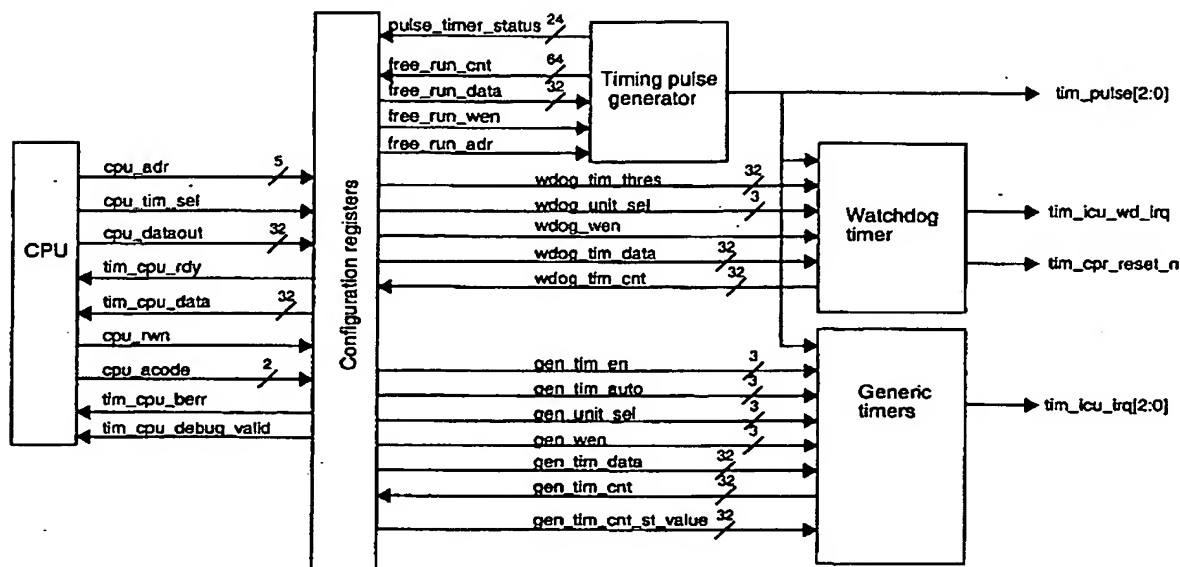 pulse_timer_status 24
free_run_cnt 64
free_run_data 32
free_run_wen
free_run_adr
Timing pulse
generator
tim_pulse[2:0]
CPU
cpu_adr 5
cpu_tim_sel
cpu_dataout 32
tim_cpu_rdy
tim_cpu_data 32
cpu_rwn
cpu_acode 2
tim_cpu_berr
tim_cpu_debug_valid
Configuration registers
wdog_tim_thres 32
wdog_unit_sel 3
wdog_wen
wdog_tim_data 32
wdog_tim_cnt 32
Watchdog
timer
tim_icu_wd_irq
tim_cpr_reset_n
gen_tim_en 3
gen_tim_auto 3
gen_unit_sel 3
gen_wen 3
gen_tim_data 32
gen_tim_cnt 32
gen_tim_cnt_st_value 32
Generic
timers
tim_icu_irq[2:0]